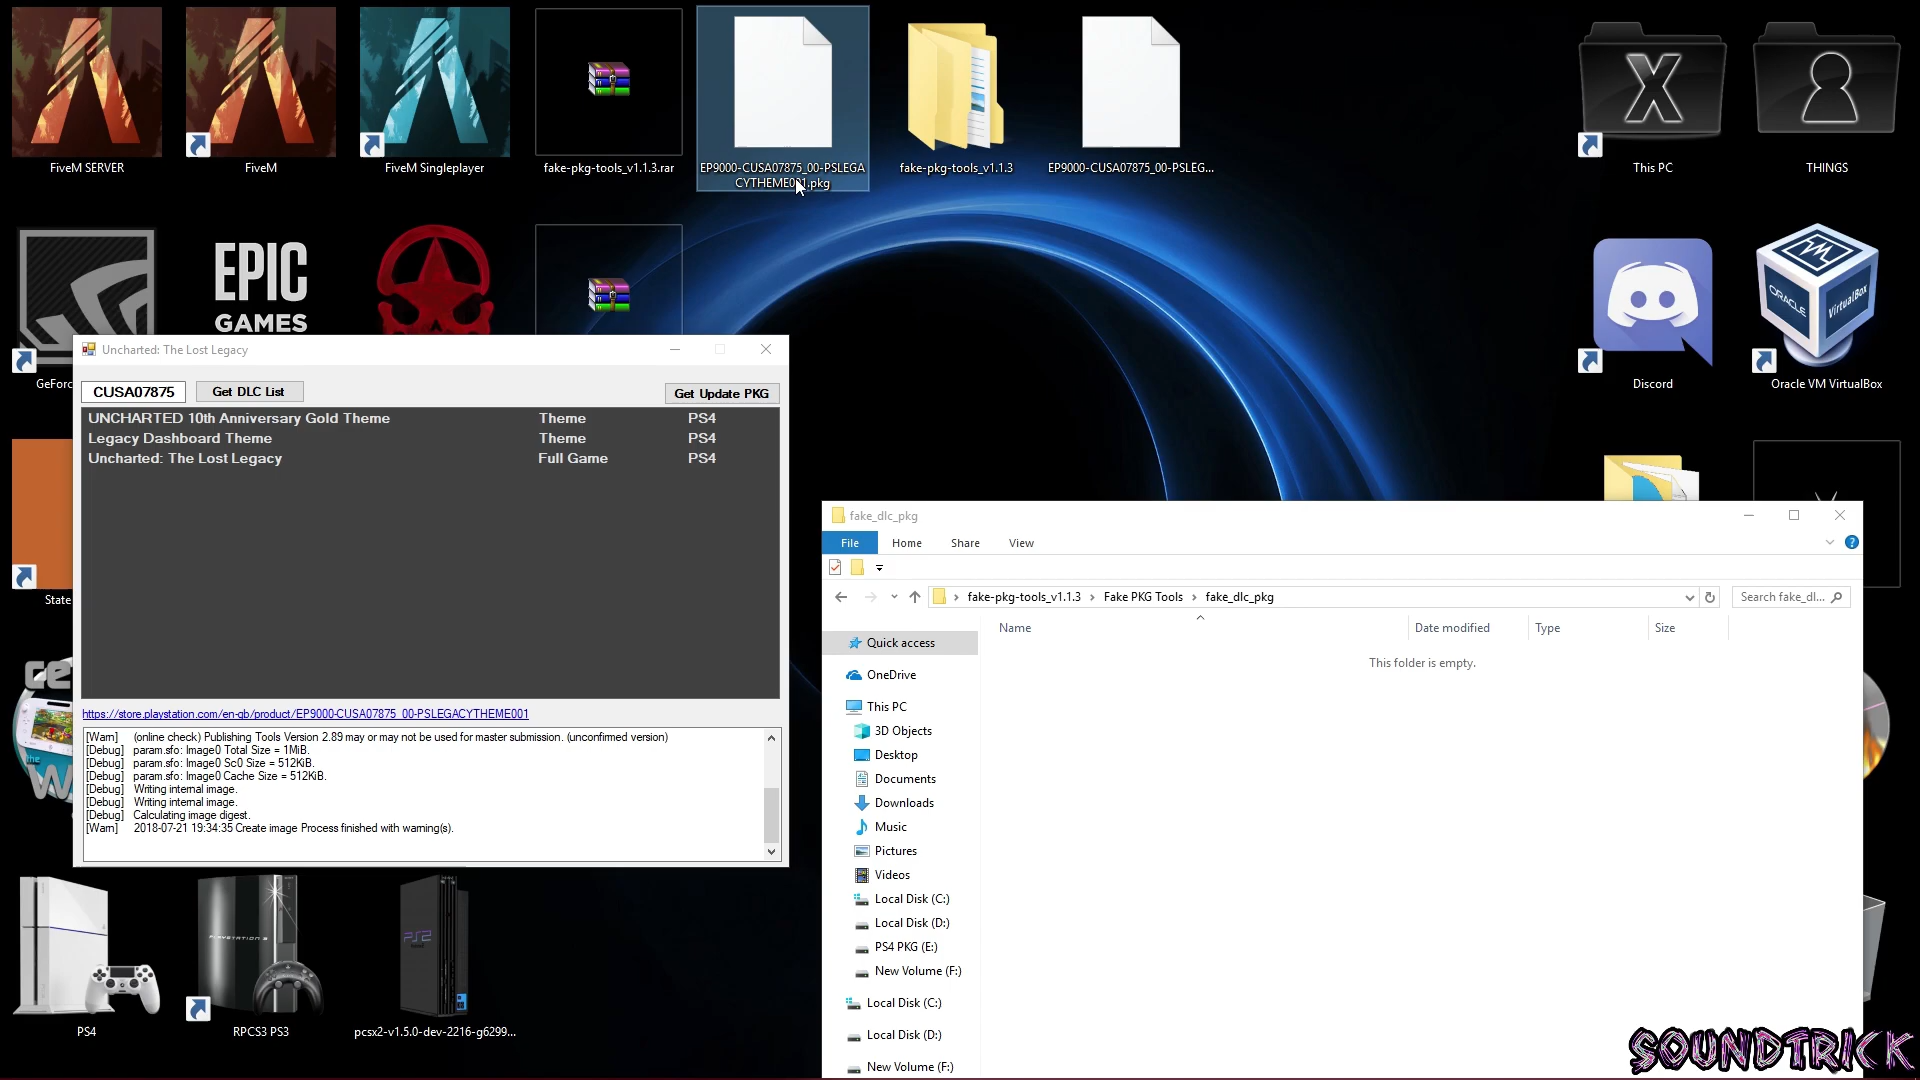 FiveM SERVER
FiveM
FiveM Singleplayer
fake-pkg-tools_v1.1.3.rar
EP9000-CUSA07875_00-PSLEGA
CYTHEME001.pkg
fake-pkg-tools_v1.1.3
EP9000-CUSA07875_00-PSLEG...
This PC
THINGS
EPIC
GAMES
GeForc
Discord
ORACLE
VirtualBox
Oracle VM VirtualBox
Uncharted: The Lost Legacy
CUSA07875
Get DLC List
Get Update PKG
UNCHARTED 10th Anniversary Gold Theme Theme PS4
Legacy Dashboard Theme Theme PS4
Uncharted: The Lost Legacy Full Game PS4
https://store.playstation.com/en-gb/product/EP9000-CUSA07875_00-PSLEGACYTHEME001
[Warn] (online check) Publishing Tools Version 2.89 may or may not be used for master submission. (unconfirmed version)
[Debug] param.sfo: Image0 Total Size = 1MiB.
[Debug] param.sfo: Image0 Sc0 Size = 512KiB.
[Debug] param.sfo: Image0 Cache Size = 512KiB.
[Debug] Writing internal image.
[Debug] Writing internal image.
[Debug] Calculating image digest.
[Warn] 2018-07-21 19:34:35 Create image Process finished with warning(s).
State
ce
the
W
fake_dlc_pkg
File Home Share View
fake-pkg-tools_v1.1.3 > Fake PKG Tools > fake_dlc_pkg
Search fake_dl...
Name Date modified Type Size
This folder is empty.
Quick access
OneDrive
This PC
3D Objects
Desktop
Documents
Downloads
Music
Pictures
Videos
Local Disk (C:)
Local Disk (D:)
PS4 PKG (E:)
New Volume (F:)
Local Disk (C:)
Local Disk (D:)
New Volume (F:)
PLAYSTATION 3
PS2
PS4
RPCS3 PS3
pcsx2-v1.5.0-dev-2216-g6299...
SOUNDTRICK